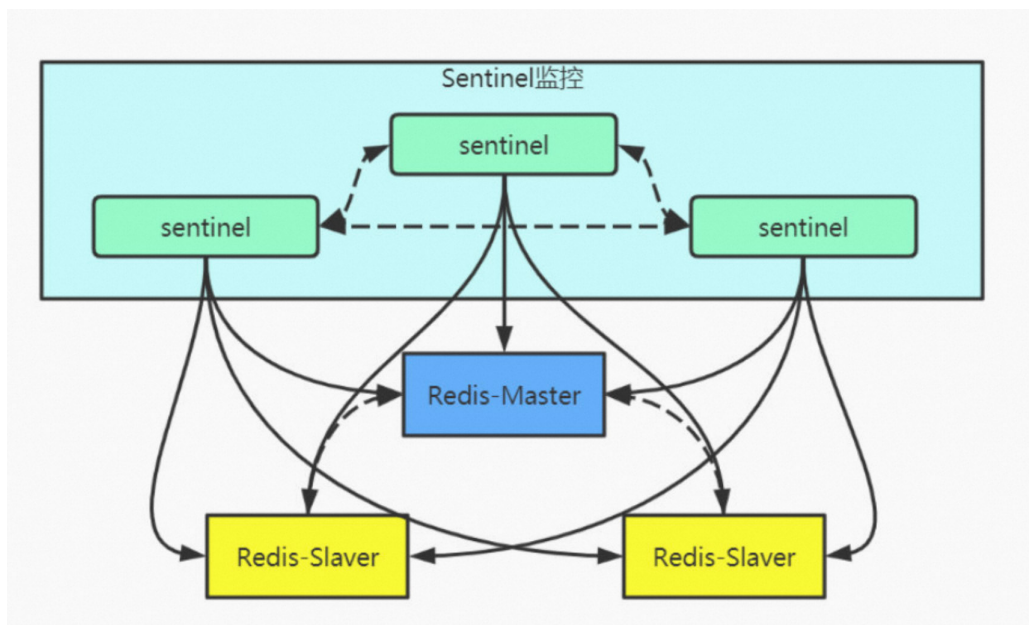 Sentinel监控
sentinel
sentinel
sentinel
Redis-Master
Redis-Slaver
Redis-Slaver